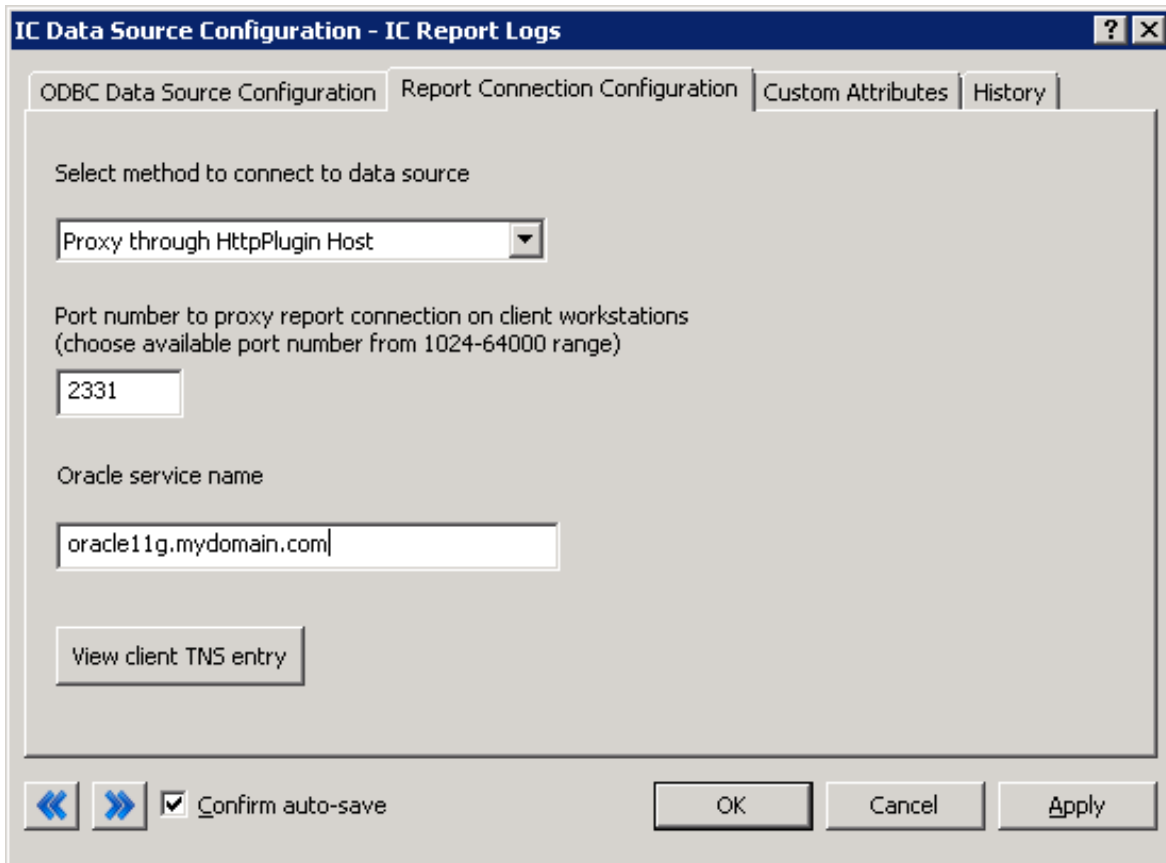 IC Data Source Configuration - IC Report Logs
ODBC Data Source Configuration Report Connection Configuration Custom Attributes History
Select method to connect to data source
Proxy through HttpPlugin Host
Port number to proxy report connection on client workstations
(choose available port number from 1024-64000 range)
2331
Oracle service name
oracle11g.mydomain.com
View client TNS entry
Confirm auto-save OK Cancel Apply